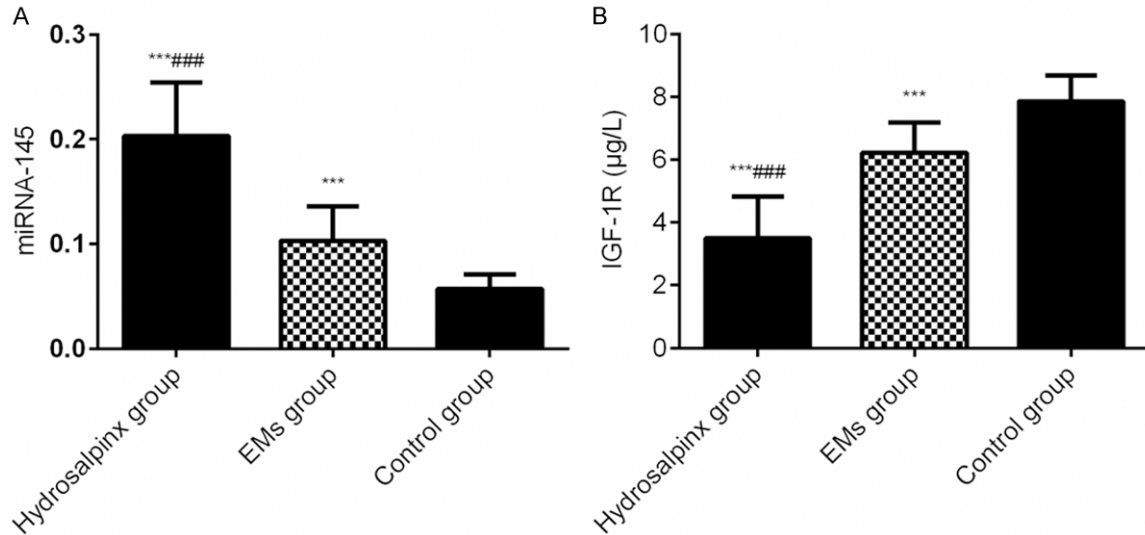 A
miRNA-145
0.3
0.2
0.1
0.0
***###
***
Hydrosalpinx group
EMs group
Control group
B
IGF-1R (µg/L)
10
8
6
4
2
0
***###
***
Hydrosalpinx group
EMs group
Control group